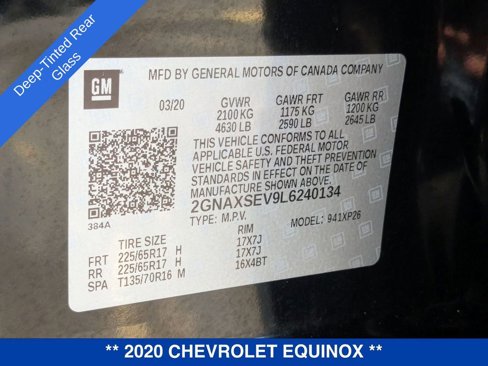 Deep-Tinted Rear
Glass
GM
MFD BY GENERAL MOTORS OF CANADA COMPANY
03/20 GVWR GAWR FRT GAWR RR
2100 KG 1175 KG 1200 KG
4630 LB 2590 LB 2645 LB
THIS VEHICLE CONFORMS TO ALL
APPLICABLE U.S. FEDERAL MOTOR
VEHICLE SAFETY AND THEFT PREVENTION
STANDARDS IN EFFECT ON THE DATE OF
MANUFACTURE SHOWN ABOVE.
2GNAXSEV9L6240134
TYPE: M.P.V. MODEL: 941XP26
384A
TIRE SIZE RIM
FRT 225/65R17 H 17X7J
RR 225/65R17 H 17X7J
SPA T135/70R16 M 16X4BT
** 2020 CHEVROLET EQUINOX **